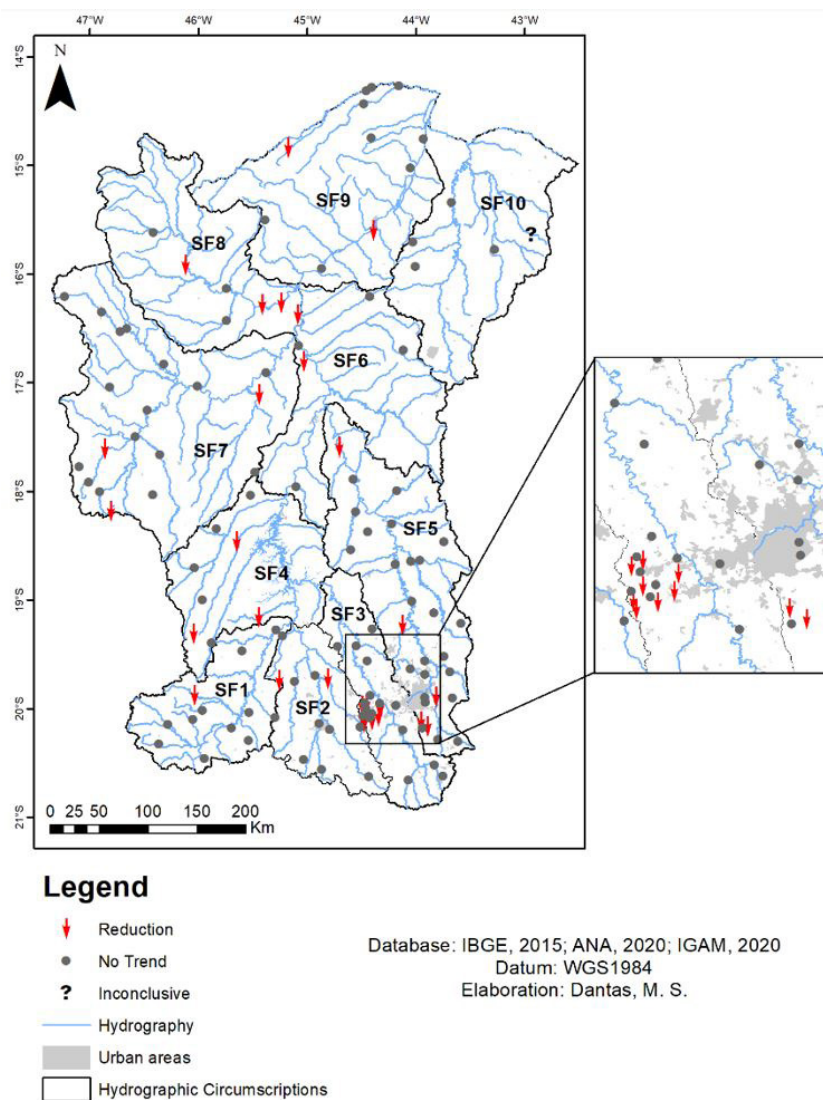 47°W 46°W 45°W 44°W 43°W
14°S
N
15°S
SF9
SF10
SF8
?
16°S
SF6
17°S
SF7
18°S
SF5
SF4
19°S
SF3
SF1
SF2
20°S
0 25 50 100 150 200
Km
21°S
Legend
Reduction
No Trend
? Inconclusive
Hydrography
Urban areas
Hydrographic Circumscriptions
Database: IBGE, 2015; ANA, 2020; IGAM, 2020
Datum: WGS1984
Elaboration: Dantas, M. S.